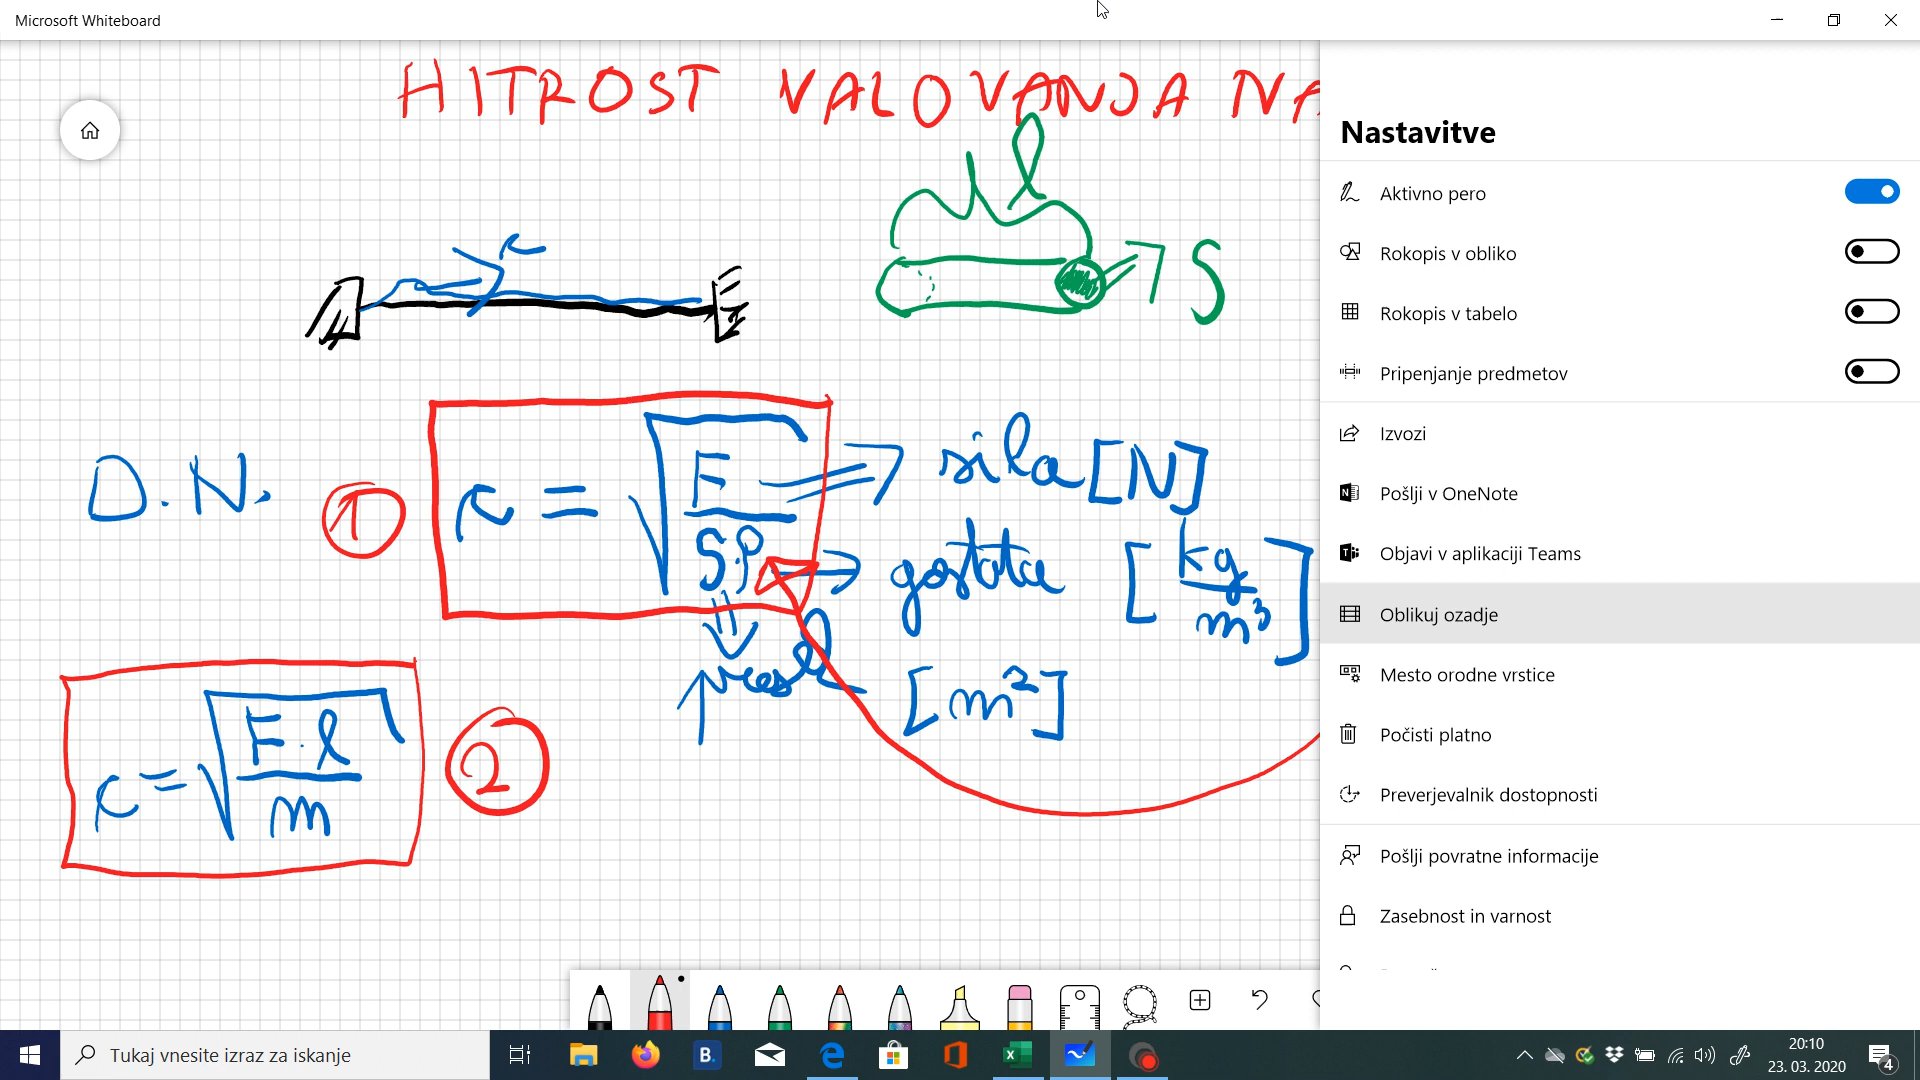 Microsoft Whiteboard
HITROST VALOVANJA NA
l
c
S
D.N.
1
c = √F/S·ρ
sila [N]
gostota [kg/m³]
[m²]
c = √F·l/m
2
Nastavitve
Aktivno pero
Rokopis v obliko
Rokopis v tabelo
Pripenjanje predmetov
Izvozi
Pošlji v OneNote
Objavi v aplikaciji Teams
Oblikuj ozadje
Mesto orodne vrstice
Počisti platno
Preverjevalnik dostopnosti
Pošlji povratne informacije
Zasebnost in varnost
Tukaj vnesite izraz za iskanje
B.
20:10
23. 03. 2020
4